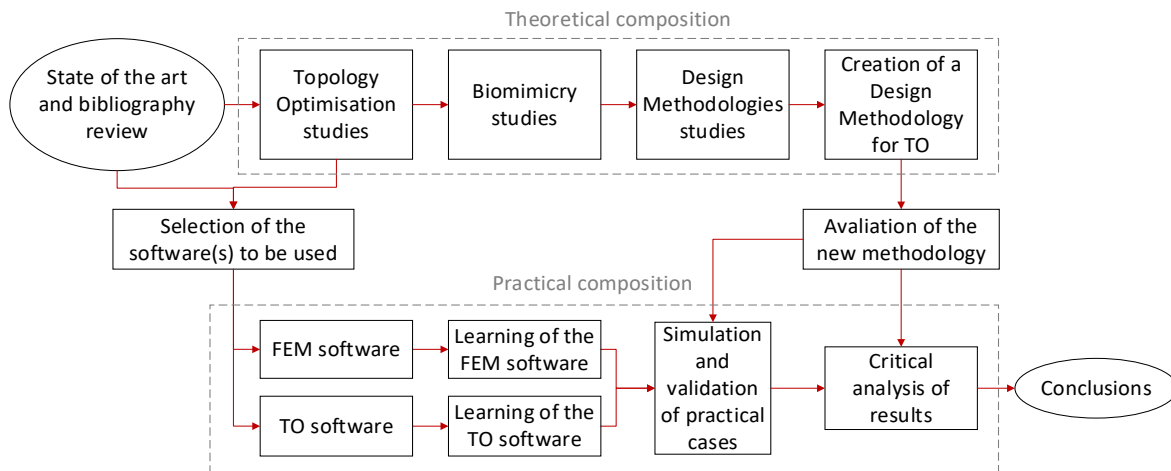 Theoretical composition
State of the art
and bibliography
review
Topology
Optimisation
studies
Biomimicry
studies
Design
Methodologies
studies
Creation of a
Design
Methodology
for TO
Selection of the
software(s) to be used
Avaliation of the
new methodology
Practical composition
FEM software
Learning of the
FEM software
TO software
Learning of the
TO software
Simulation
and
validation
of practical
cases
Critical
analysis of
results
Conclusions